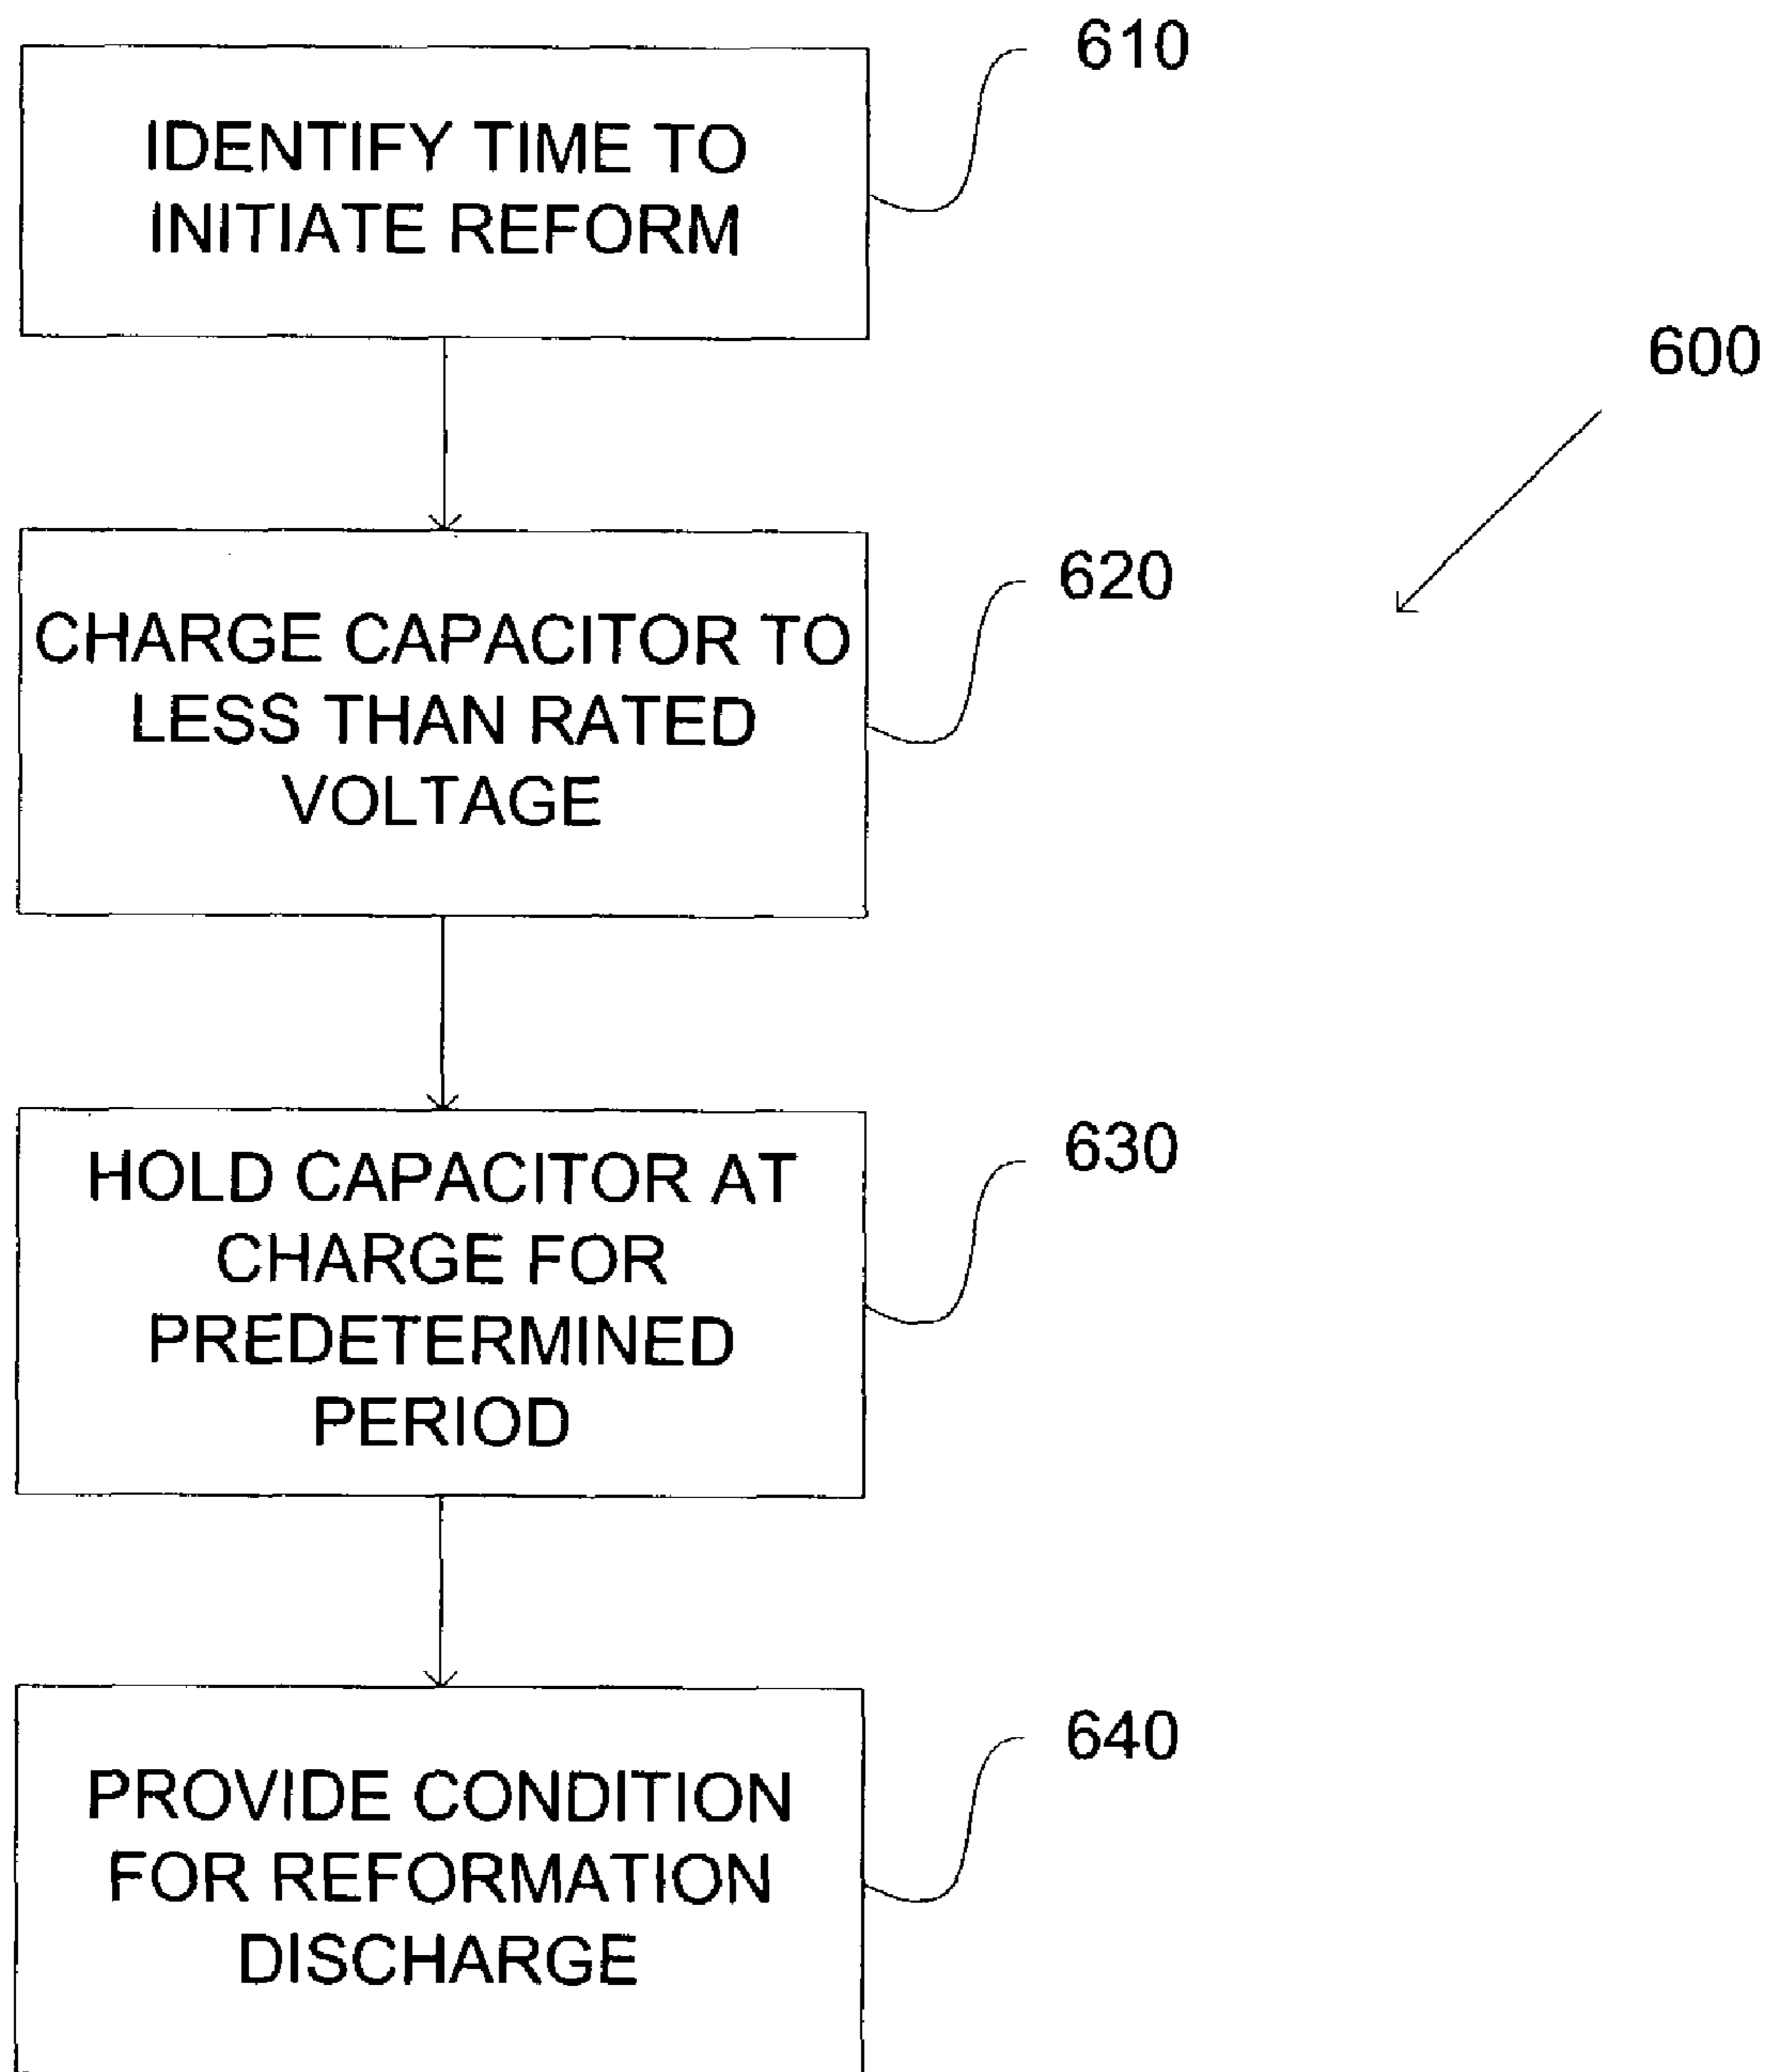 610
IDENTIFY TIME TO
INITIATE REFORM
600
620
CHARGE CAPACITOR TO
LESS THAN RATED
VOLTAGE
630
HOLD CAPACITOR AT
CHARGE FOR
PREDETERMINED
PERIOD
640
PROVIDE CONDITION
FOR REFORMATION
DISCHARGE